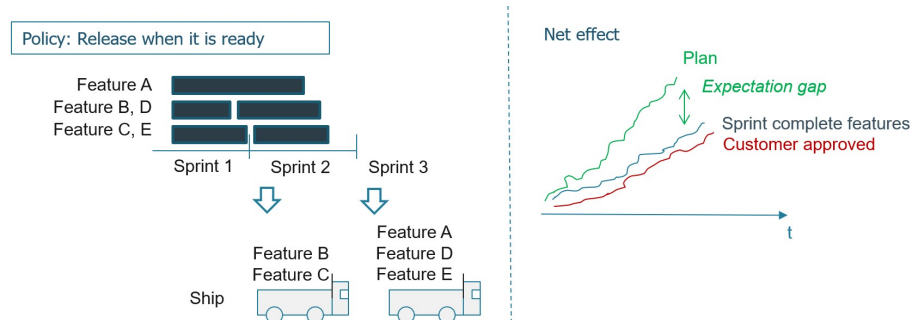 Policy: Release when it is ready
Feature A
Feature B, D
Feature C, E
Sprint 1
Sprint 2
Sprint 3
Feature B
Feature C
Feature A
Feature D
Feature E
Ship
Net effect
Plan
Expectation gap
Sprint complete features
Customer approved
t